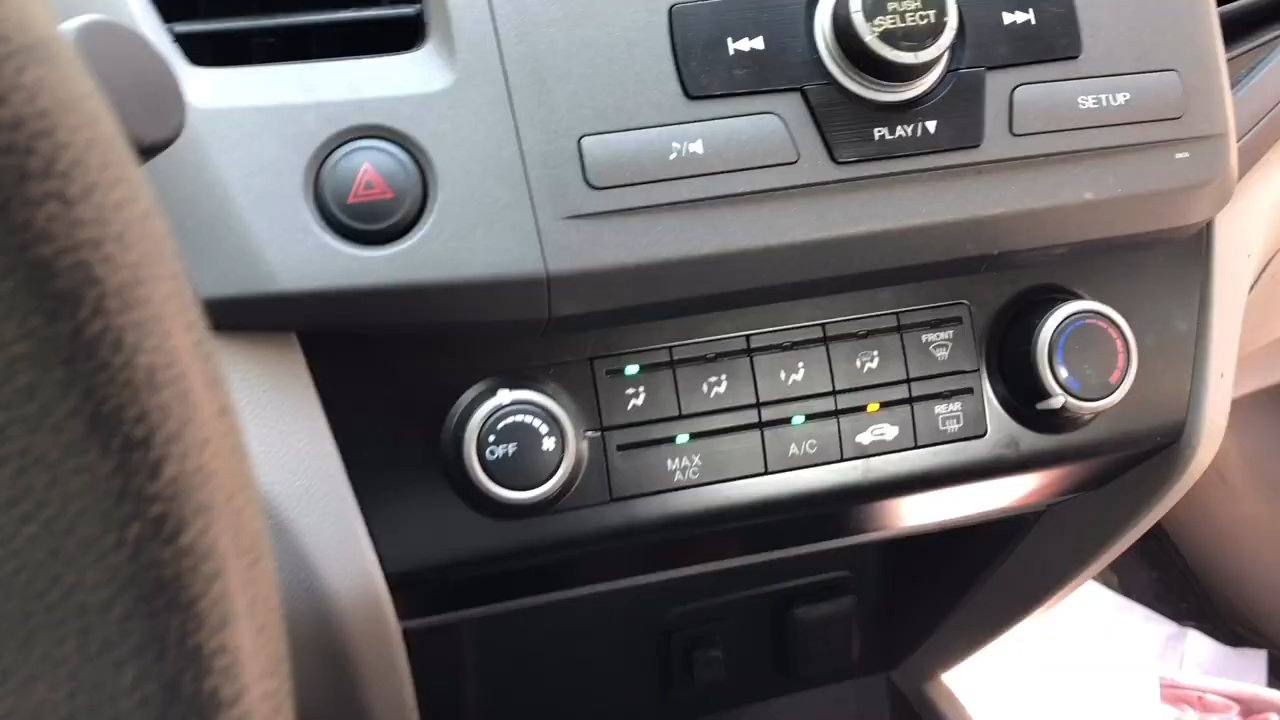 PUSH
SELECT
SETUP
PLAY/▼
FRONT
OFF
MAX
A/C
A/C
REAR